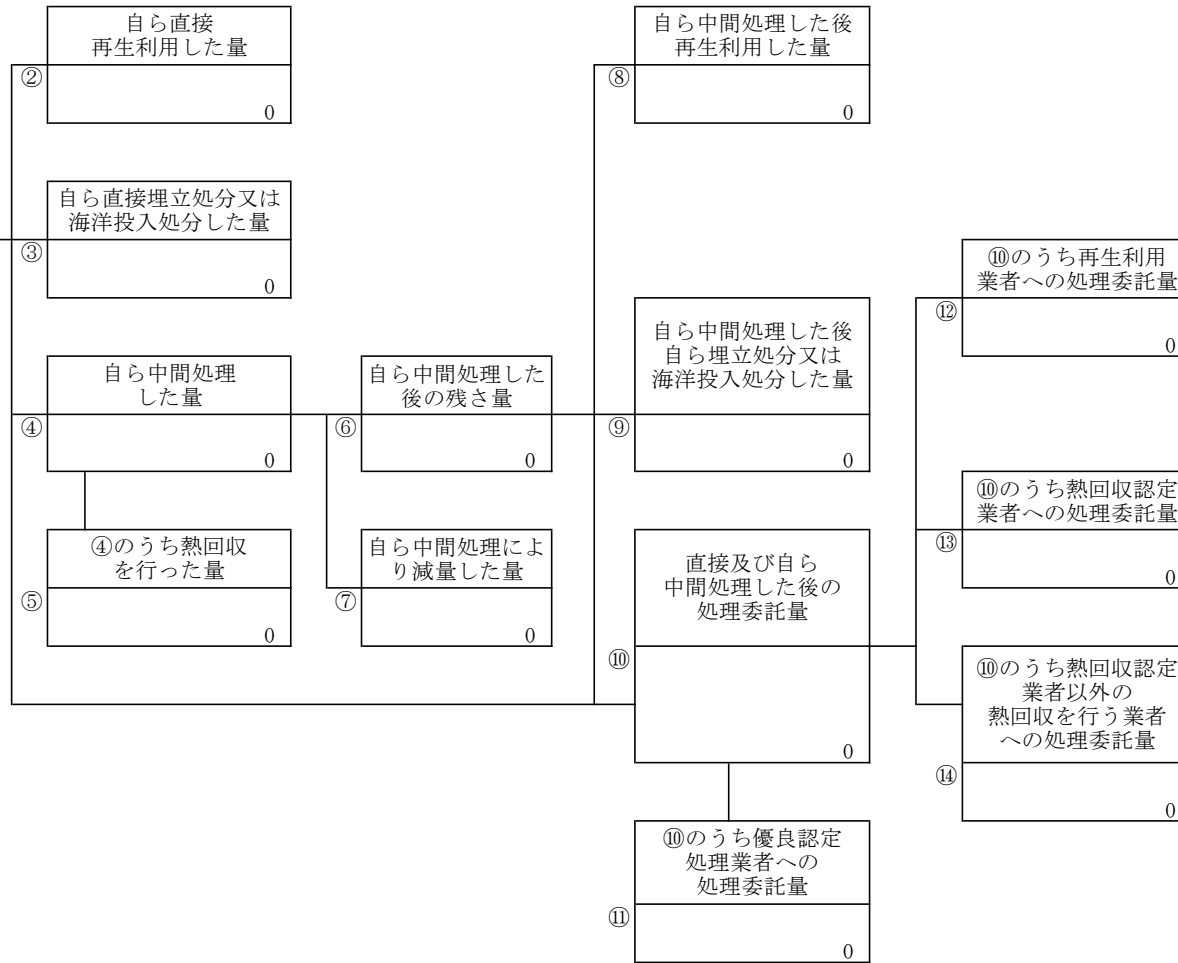 自ら直接
再生利用した量
②
0
自ら直接埋立処分又は
海洋投入処分した量
③
0
自ら中間処理
した量
④
0
④のうち熱回収
を行った量
⑤
0
自ら中間処理した
後の残さ量
⑥
0
自ら中間処理によ
り減量した量
⑦
0
自ら中間処理した後
再生利用した量
⑧
0
自ら中間処理した後
自ら埋立処分又は
海洋投入処分した量
⑨
0
直接及び自ら
中間処理した後の
処理委託量
⑩
0
⑩のうち優良認定
処理業者への
処理委託量
⑪
0
⑩のうち再生利用
業者への処理委託量
⑫
0
⑩のうち熱回収認定
業者への処理委託量
⑬
0
⑩のうち熱回収認定
業者以外の
熱回収を行う業者
への処理委託量
⑭
0